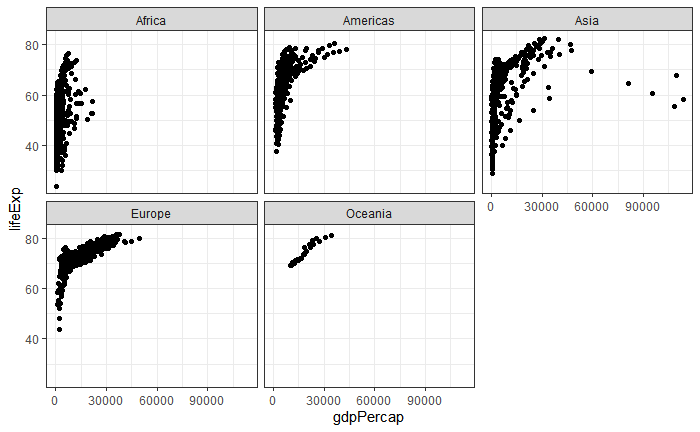 Africa
Americas
Asia
80
60
40
0 30000 60000 90000
lifeExp
Europe
Oceania
80
60
40
0 30000 60000 90000
0 30000 60000 90000
gdpPercap